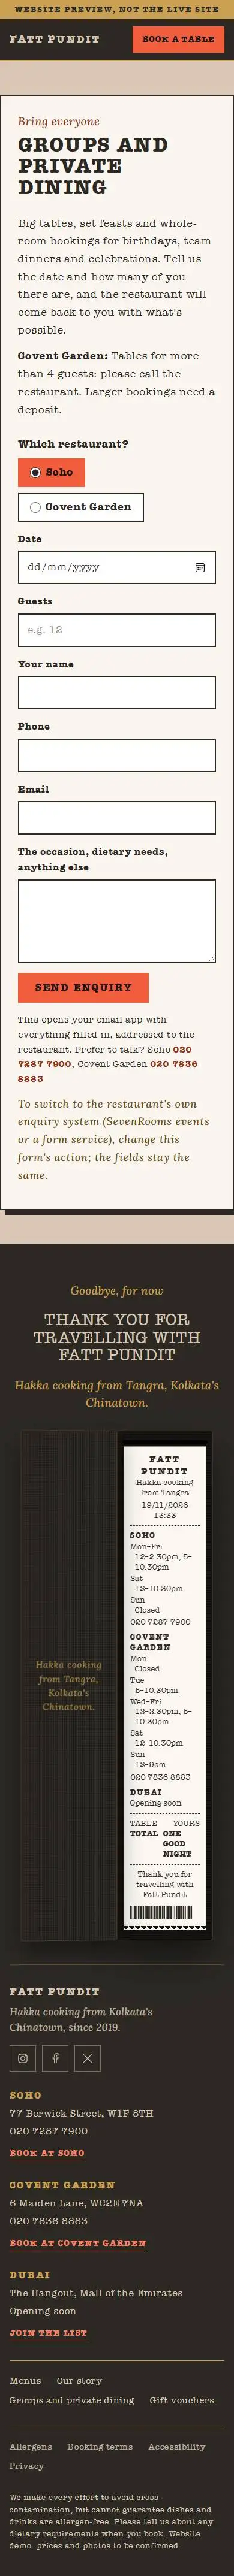 WEBSITE PREVIEW, NOT THE LIVE SITE
FATT PUNDIT
BOOK A TABLE
Bring everyone
GROUPS AND
PRIVATE
DINING
Big tables, set feasts and whole-
room bookings for birthdays, team
dinners and celebrations. Tell us
the date and how many of you
there are, and the restaurant will
come back to you with what's
possible.
Covent Garden: Tables for more
than 4 guests: please call the
restaurant. Larger bookings need a
deposit.
Which restaurant?
Soho
Covent Garden
Date
dd/mm/yyyy
Guests
e.g. 12
Your name
Phone
Email
The occasion, dietary needs,
anything else
SEND ENQUIRY
This opens your email app with
everything filled in, addressed to the
restaurant. Prefer to talk? Soho 020
7287 7900, Covent Garden 020 7836
8883
To switch to the restaurant's own
enquiry system (SevenRooms events
or a form service), change this
form's action; the fields stay the
same.
Goodbye, for now
THANK YOU FOR
TRAVELLING WITH
FATT PUNDIT
Hakka cooking from Tangra, Kolkata's
Chinatown.
Hakka cooking
from Tangra,
Kolkata's
Chinatown.
FATT
PUNDIT
Hakka cooking
from Tangra
19/11/2026
13:33
SOHO
Mon-Fri
12-2.30pm, 5-
10.30pm
Sat
12-10.30pm
Sun
Closed
020 7287 7900
COVENT
GARDEN
Mon
Closed
Tue
5-10.30pm
Wed-Fri
12-2.30pm, 5-
10.30pm
Sat
12-10.30pm
Sun
12-9pm
020 7836 8883
DUBAI
Opening soon
TABLE YOURS
TOTAL ONE
GOOD
NIGHT
Thank you for
travelling with
Fatt Pundit
FATT PUNDIT
Hakka cooking from Kolkata's
Chinatown, since 2019.
SOHO
77 Berwick Street, W1F 8TH
020 7287 7900
BOOK AT SOHO
COVENT GARDEN
6 Maiden Lane, WC2E 7NA
020 7836 8883
BOOK AT COVENT GARDEN
DUBAI
The Hangout, Mall of the Emirates
Opening soon
JOIN THE LIST
Menus Our story
Groups and private dining Gift vouchers
Allergens Booking terms Accessibility
Privacy
We make every effort to avoid cross-
contamination, but cannot guarantee dishes and
drinks are allergen-free. Please tell us about any
dietary requirements when you book. Website
demo: prices and photos to be confirmed.